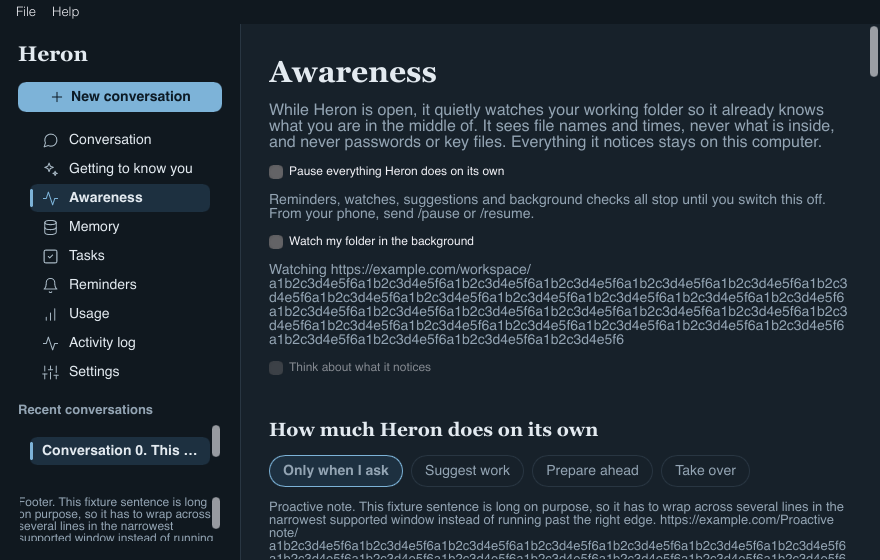 File Help
Heron
New conversation
Conversation
Getting to know you
Awareness
Memory
Tasks
Reminders
Usage
Activity log
Settings
Recent conversations
Conversation 0. This …
Footer. This fixture sentence is long
on purpose, so it has to wrap across
several lines in the narrowest
supported window instead of running
Awareness
While Heron is open, it quietly watches your working folder so it already knows
what you are in the middle of. It sees file names and times, never what is inside,
and never passwords or key files. Everything it notices stays on this computer.
Pause everything Heron does on its own
Reminders, watches, suggestions and background checks all stop until you switch this off.
From your phone, send /pause or /resume.
Watch my folder in the background
Watching https://example.com/workspace/
a1b2c3d4e5f6a1b2c3d4e5f6a1b2c3d4e5f6a1b2c3d4e5f6a1b2c3d4e5f6a1b2c3d4e5f6a1b2c3
d4e5f6a1b2c3d4e5f6a1b2c3d4e5f6a1b2c3d4e5f6a1b2c3d4e5f6a1b2c3d4e5f6a1b2c3d4e5f6
a1b2c3d4e5f6a1b2c3d4e5f6a1b2c3d4e5f6a1b2c3d4e5f6a1b2c3d4e5f6a1b2c3d4e5f6a1b2c3
d4e5f6a1b2c3d4e5f6a1b2c3d4e5f6a1b2c3d4e5f6a1b2c3d4e5f6a1b2c3d4e5f6a1b2c3d4e5f6
a1b2c3d4e5f6a1b2c3d4e5f6a1b2c3d4e5f6a1b2c3d4e5f6
Think about what it notices
How much Heron does on its own
Only when I ask Suggest work Prepare ahead Take over
Proactive note. This fixture sentence is long on purpose, so it has to wrap across several lines in the
narrowest supported window instead of running past the right edge. https://example.com/Proactive
note/
a1b2c3d4e5f6a1b2c3d4e5f6a1b2c3d4e5f6a1b2c3d4e5f6a1b2c3d4e5f6a1b2c3d4e5f6a1b2c3d4e5f6